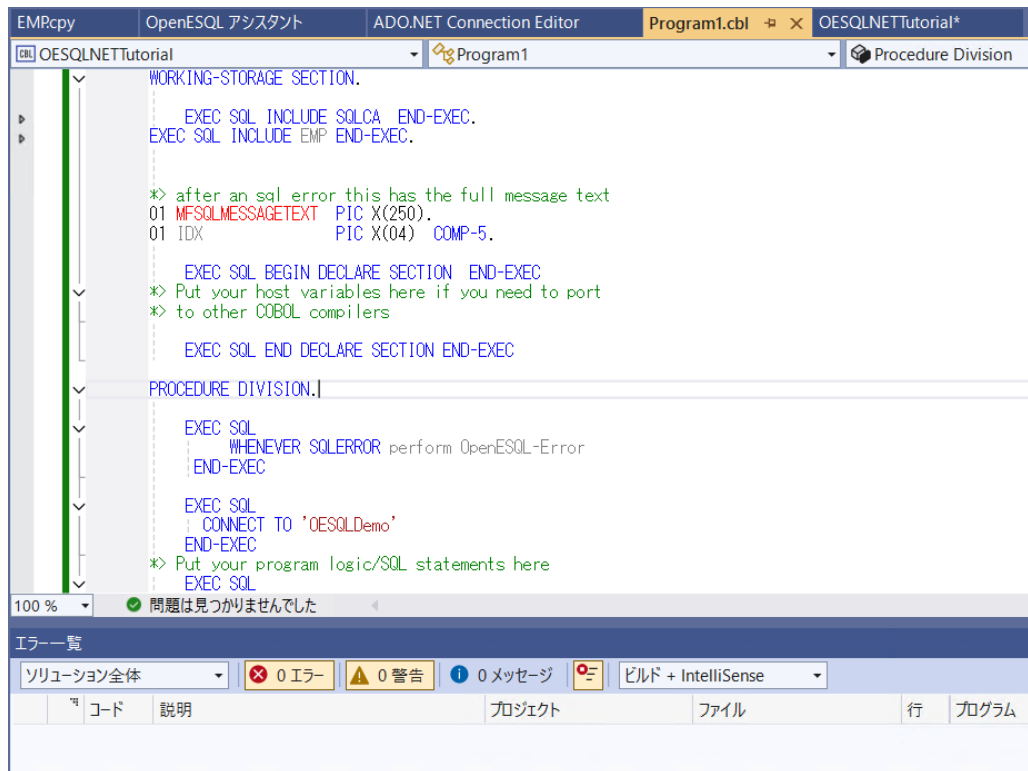 EMP.cpy OpenESQL アシスタント ADO.NET Connection Editor Program1.cbl OESQLNETTutorial*
CBL OESQLNETTutorial Program1 Procedure Division
WORKING-STORAGE SECTION.
EXEC SQL INCLUDE SQLCA END-EXEC.
EXEC SQL INCLUDE EMP END-EXEC.
*> after an sql error this has the full message text
01 MFSQLMESSAGETEXT PIC X(250).
01 IDX PIC X(04) COMP-5.
EXEC SQL BEGIN DECLARE SECTION END-EXEC
*> Put your host variables here if you need to port
*> to other COBOL compilers
EXEC SQL END DECLARE SECTION END-EXEC
PROCEDURE DIVISION.
EXEC SQL
WHENEVER SQLERROR perform OpenESQL-Error
END-EXEC
EXEC SQL
CONNECT TO 'OESQLDemo'
END-EXEC
*> Put your program logic/SQL statements here
EXEC SQL
100 % 問題は見つかりませんでした
エラー一覧
ソリューション全体 0 エラー 0 警告 0 メッセージ ビルド + IntelliSense
コード 説明 プロジェクト ファイル 行 プログラム